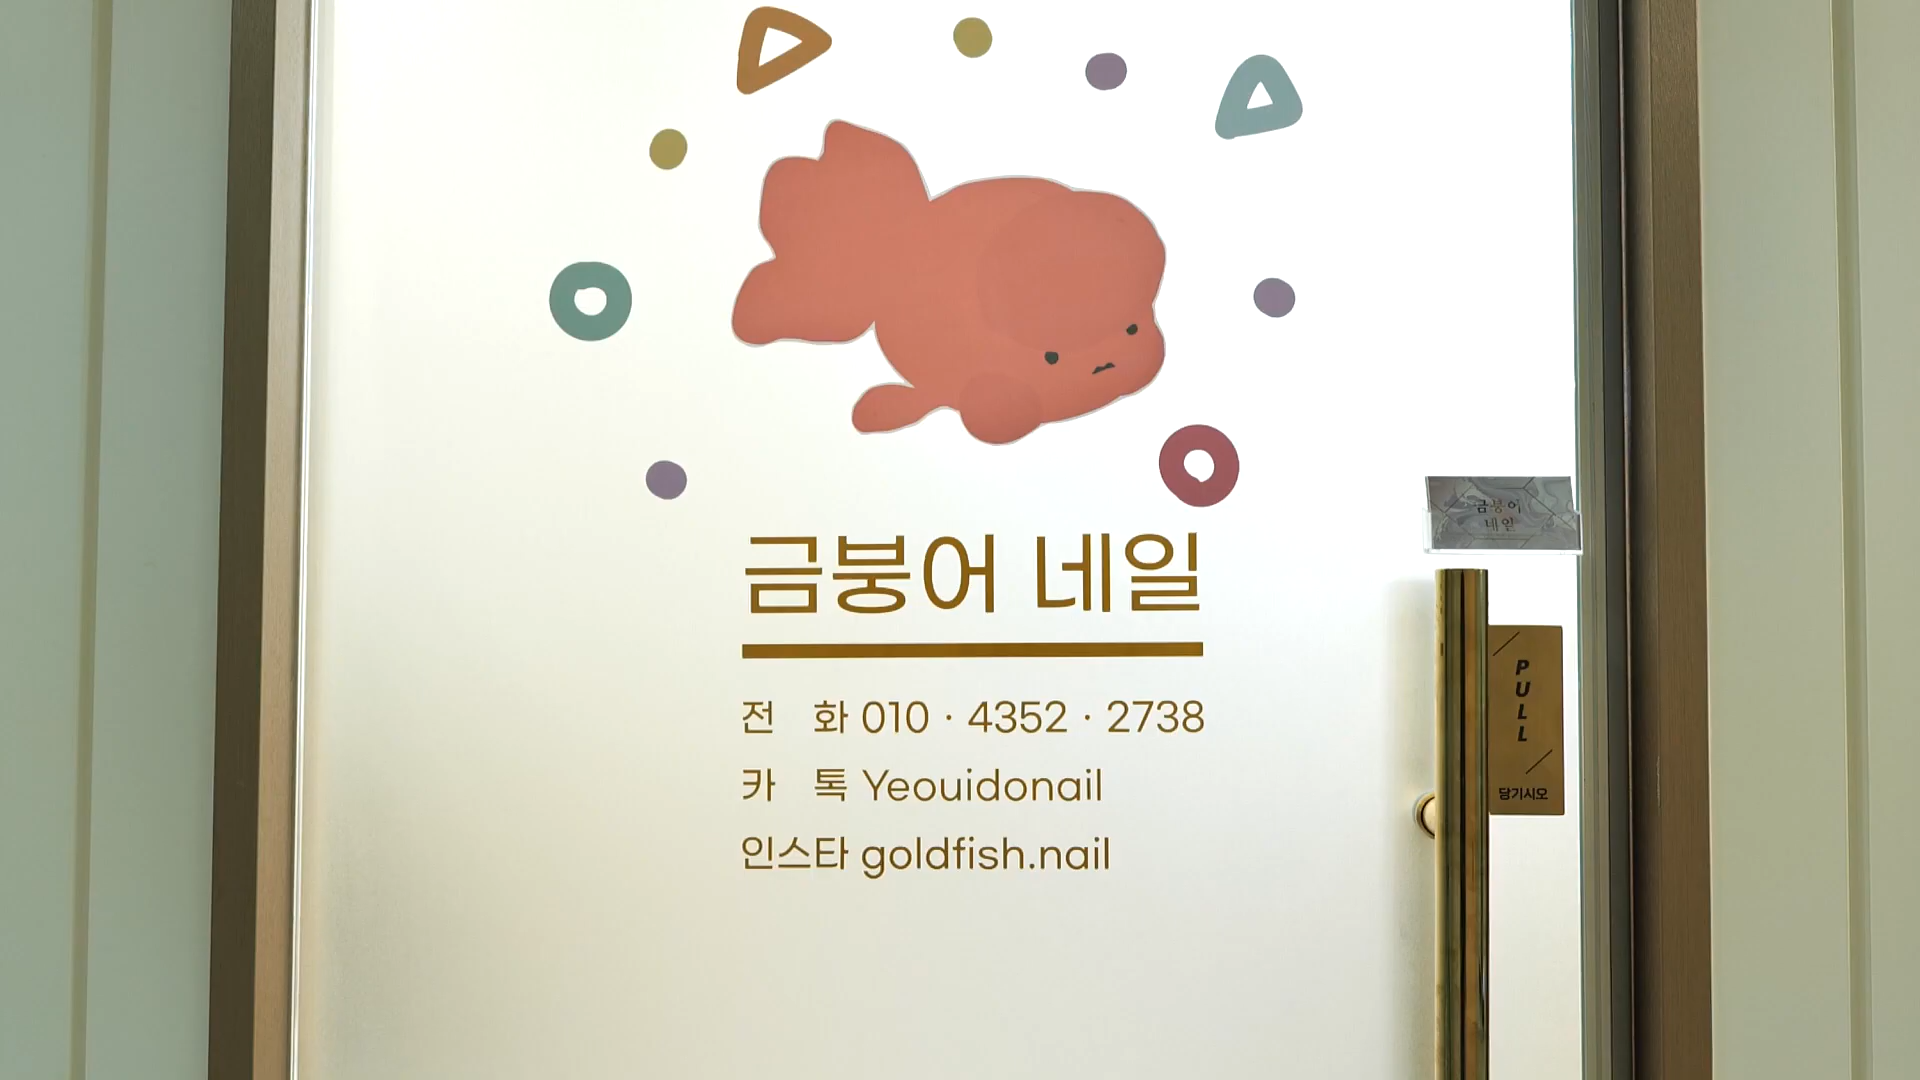 금붕어 네일
전 화 010 · 4352 · 2738
카 톡 Yeouidonail
인스타 goldfish.nail
금붕어
네일
PULL
당기시오